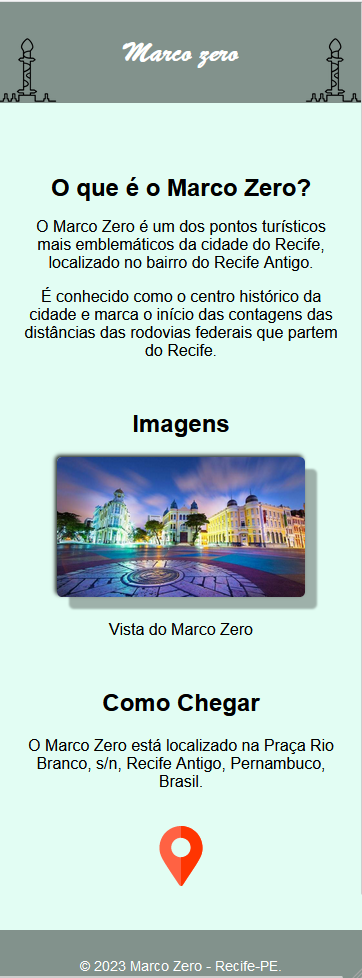 Marco zero
O que é o Marco Zero?
O Marco Zero é um dos pontos turísticos
mais emblemáticos da cidade do Recife,
localizado no bairro do Recife Antigo.
É conhecido como o centro histórico da
cidade e marca o início das contagens das
distâncias das rodovias federais que partem
do Recife.
Imagens
Vista do Marco Zero
Como Chegar
O Marco Zero está localizado na Praça Rio
Branco, s/n, Recife Antigo, Pernambuco,
Brasil.
© 2023 Marco Zero - Recife-PE.